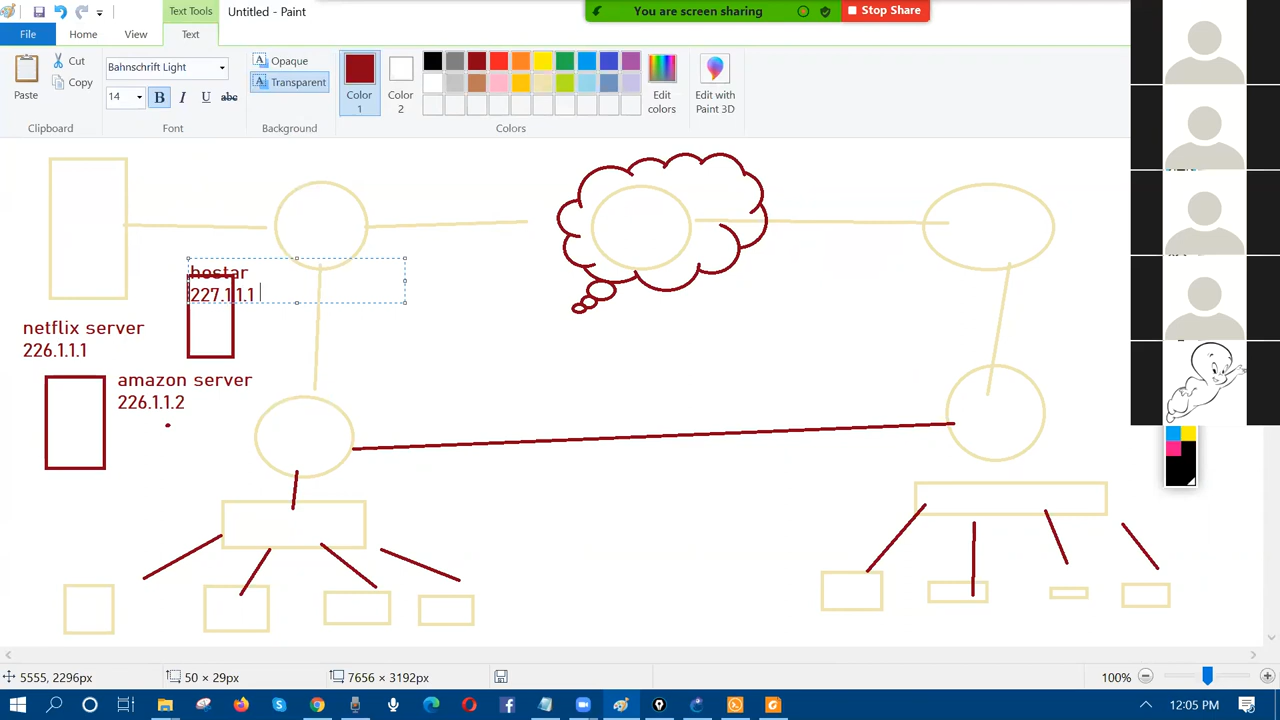 Untitled - Paint
Text Tools
You are screen sharing
Stop Share
File
Home
View
Text
Paste
Cut
Copy
Clipboard
Bahnschrift Light
14
B I U abc
Font
Opaque
Transparent
Background
Color 1
Color 2
Edit colors
Edit with Paint 3D
Colors
hostar
227.1.1.1
netflix server
226.1.1.1
amazon server
226.1.1.2
5555, 2296px
50 × 29px
7656 × 3192px
100%
12:05 PM